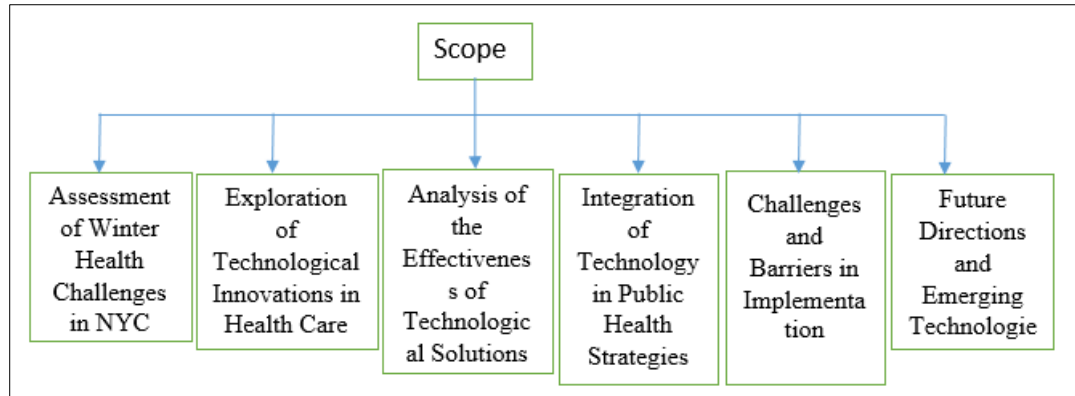 Scope
Assessment
of Winter
Health
Challenges
in NYC
Exploration
of
Technological
Innovations in
Health Care
Analysis of
the
Effectivenes
s of
Technologic
al Solutions
Integration
of
Technology
in Public
Health
Strategies
Challenges
and
Barriers in
Implementa
tion
Future
Directions
and
Emerging
Technologie